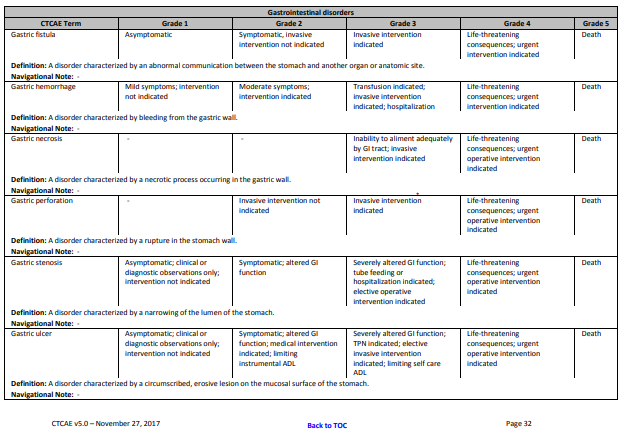 Gastrointestinal disorders
CTCAE Term Grade 1 Grade 2 Grade 3 Grade 4 Grade 5
Gastric fistula Asymptomatic Symptomatic, invasive Invasive intervention Life-threatening Death
intervention not indicated indicated consequences; urgent
intervention indicated
Definition: A disorder characterized by an abnormal communication between the stomach and another organ or anatomic site.
Navigational Note: -
Gastric hemorrhage Mild symptoms; intervention Moderate symptoms; Transfusion indicated; Life-threatening Death
not indicated intervention indicated invasive intervention consequences; urgent
indicated; hospitalization intervention indicated
Definition: A disorder characterized by bleeding from the gastric wall.
Navigational Note: -
Gastric necrosis - - Inability to aliment adequately Life-threatening Death
by GI tract; invasive consequences; urgent
intervention indicated operative intervention
indicated
Definition: A disorder characterized by a necrotic process occurring in the gastric wall.
Navigational Note: -
Gastric perforation - Invasive intervention not Invasive intervention Life-threatening Death
indicated indicated consequences; urgent
operative intervention
indicated
Definition: A disorder characterized by a rupture in the stomach wall.
Navigational Note: -
Gastric stenosis Asymptomatic; clinical or Symptomatic; altered GI Severely altered GI function; Life-threatening Death
diagnostic observations only; function tube feeding or consequences; urgent
intervention not indicated hospitalization indicated; operative intervention
elective operative indicated
intervention indicated
Definition: A disorder characterized by a narrowing of the lumen of the stomach.
Navigational Note: -
Gastric ulcer Asymptomatic; clinical or Symptomatic; altered GI Severely altered GI function; Life-threatening Death
diagnostic observations only; function; medical intervention TPN indicated; elective consequences; urgent
intervention not indicated indicated; limiting invasive intervention operative intervention
instrumental ADL indicated; limiting self care indicated
ADL
Definition: A disorder characterized by a circumscribed, erosive lesion on the mucosal surface of the stomach.
Navigational Note: -
CTCAE v5.0 – November 27, 2017 Back to TOC Page 32